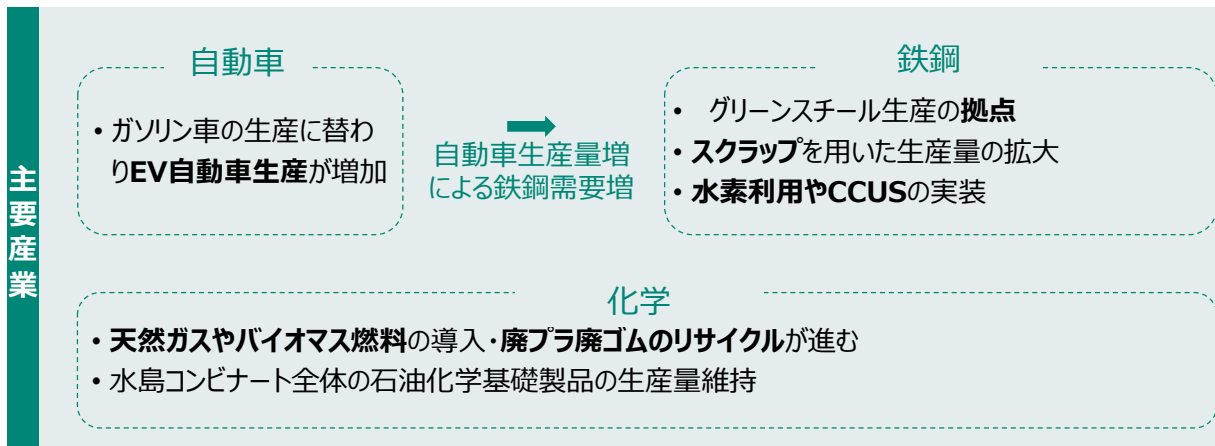 主要産業
自動車
• ガソリン車の生産に替わ
りEV自動車生産が増加
自動車生産量増
による鉄鋼需要増
鉄鋼
• グリーンスチール生産の拠点
• スクラップを用いた生産量の拡大
• 水素利用やCCUSの実装
化学
• 天然ガスやバイオマス燃料の導入・廃プラ廃ゴムのリサイクルが進む
• 水島コンビナート全体の石油化学基礎製品の生産量維持